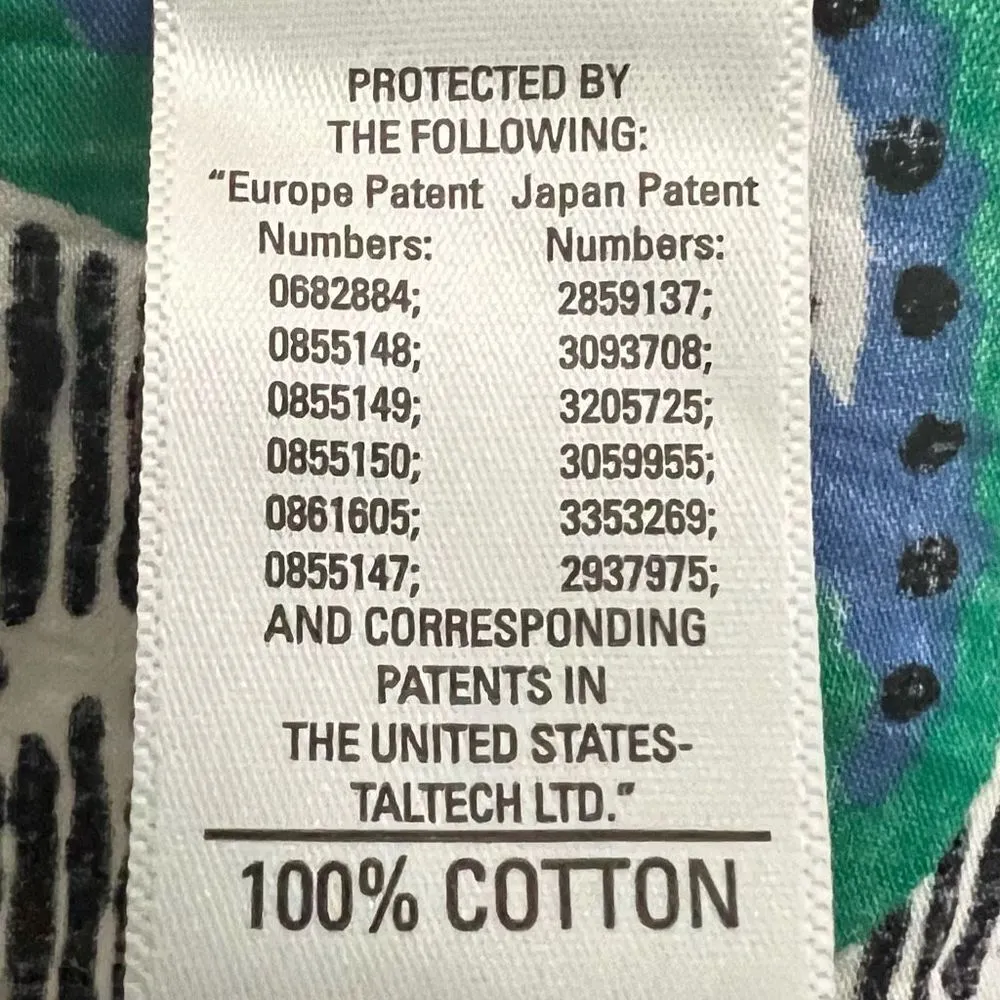 PROTECTED BY
THE FOLLOWING:
“Europe Patent Japan Patent
Numbers: Numbers:
0682884; 2859137;
0855148; 3093708;
0855149; 3205725;
0855150; 3059955;
0861605; 3353269;
0855147; 2937975;
AND CORRESPONDING
PATENTS IN
THE UNITED STATES-
TALTECH LTD.”
100% COTTON